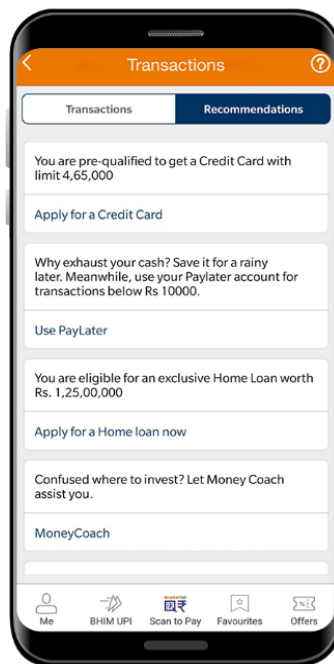 Transactions
Transactions Recommendations
You are pre-qualified to get a Credit Card with
limit 4,65,000
Apply for a Credit Card
Why exhaust your cash? Save it for a rainy
later. Meanwhile, use your Paylater account for
transactions below Rs 10000.
Use PayLater
You are eligible for an exclusive Home Loan worth
Rs. 1,25,00,000
Apply for a Home loan now
Confused where to invest? Let Money Coach
assist you.
MoneyCoach
Me BHIM UPI Scan to Pay Favourites Offers